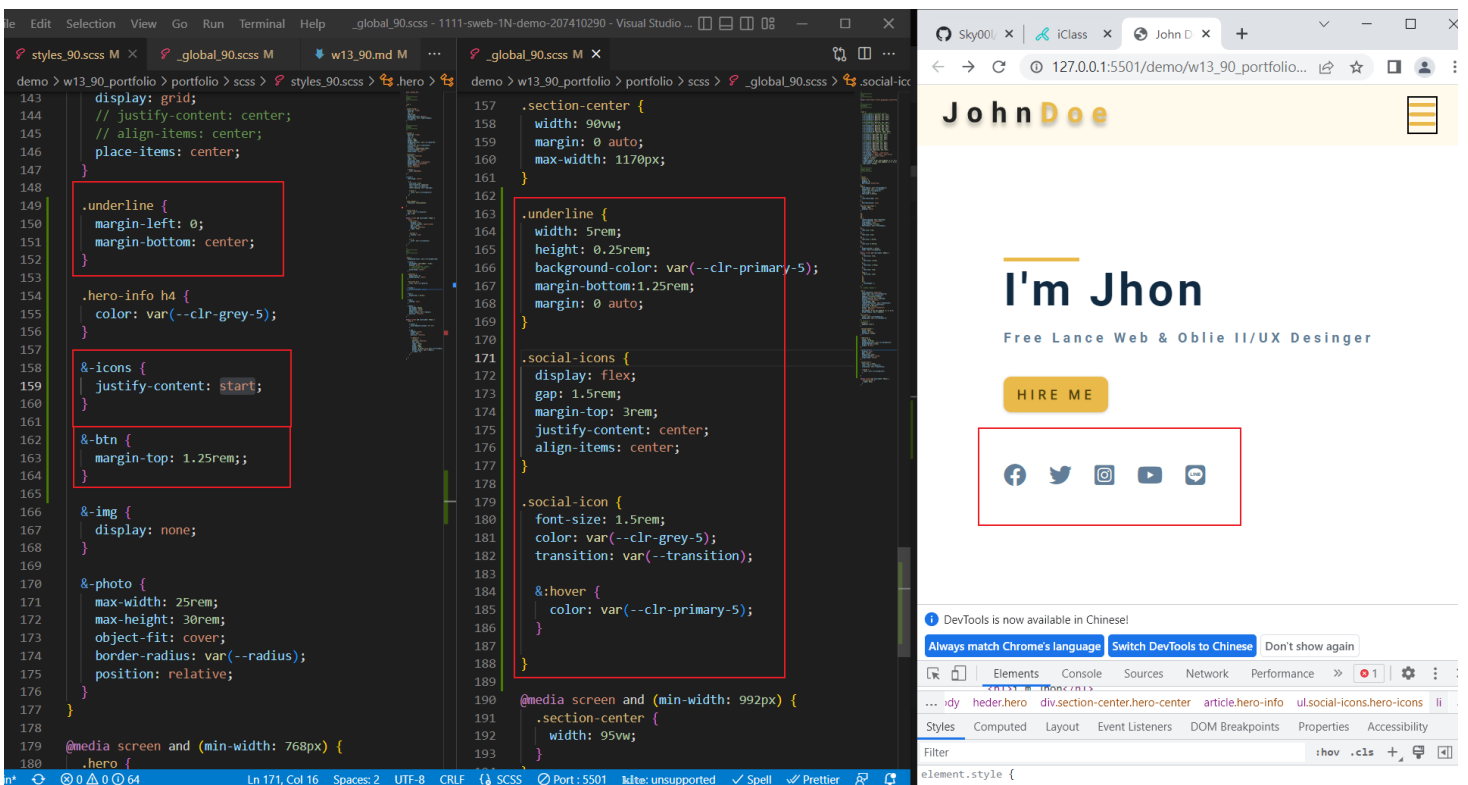 ile Edit Selection View Go Run Terminal Help _global_90.scss - 1111-sweb-1N-demo-207410290 - Visual Studio ...
styles_90.scss M _global_90.scss M w13_90.md M ...
demo > w13_90_portfolio > portfolio > scss > styles_90.scss > .hero >
143 display: grid;
144 // justify-content: center;
145 // align-items: center;
146 place-items: center;
147 }
148
149 .underline {
150 margin-left: 0;
151 margin-bottom: center;
152 }
153
154 .hero-info h4 {
155 color: var(--clr-grey-5);
156 }
157
158 &-icons {
159 justify-content: start;
160 }
161
162 &-btn {
163 margin-top: 1.25rem;;
164 }
165
166 &-img {
167 display: none;
168 }
169
170 &-photo {
171 max-width: 25rem;
172 max-height: 30rem;
173 object-fit: cover;
174 border-radius: var(--radius);
175 position: relative;
176 }
177 }
178
179 @media screen and (min-width: 768px) {
180 .hero {
_global_90.scss M
demo > w13_90_portfolio > portfolio > scss > _global_90.scss > .social-ico
157 .section-center {
158 width: 90vw;
159 margin: 0 auto;
160 max-width: 1170px;
161 }
162
163 .underline {
164 width: 5rem;
165 height: 0.25rem;
166 background-color: var(--clr-primary-5);
167 margin-bottom:1.25rem;
168 margin: 0 auto;
169 }
170
171 .social-icons {
172 display: flex;
173 gap: 1.5rem;
174 margin-top: 3rem;
175 justify-content: center;
176 align-items: center;
177 }
178
179 .social-icon {
180 font-size: 1.5rem;
181 color: var(--clr-grey-5);
182 transition: var(--transition);
183
184 &:hover {
185 color: var(--clr-primary-5);
186 }
187
188 }
189
190 @media screen and (min-width: 992px) {
191 .section-center {
192 width: 95vw;
193 }
in* 0 0 64 Ln 171, Col 16 Spaces: 2 UTF-8 CRLF SCSS Port : 5501 kite: unsupported Spell Prettier
Sky00l/ iClass John D
127.0.0.1:5501/demo/w13_90_portfolio...
JohnDoe
I'm Jhon
Free Lance Web & Oblie II/UX Desinger
HIRE ME
LINE
DevTools is now available in Chinese!
Always match Chrome's language Switch DevTools to Chinese Don't show again
Elements Console Sources Network Performance » 1
<h1>I'm Jhon</h1>
... ody heder.hero div.section-center.hero-center article.hero-info ul.social-icons.hero-icons li
Styles Computed Layout Event Listeners DOM Breakpoints Properties Accessibility
Filter :hov .cls +
element.style {